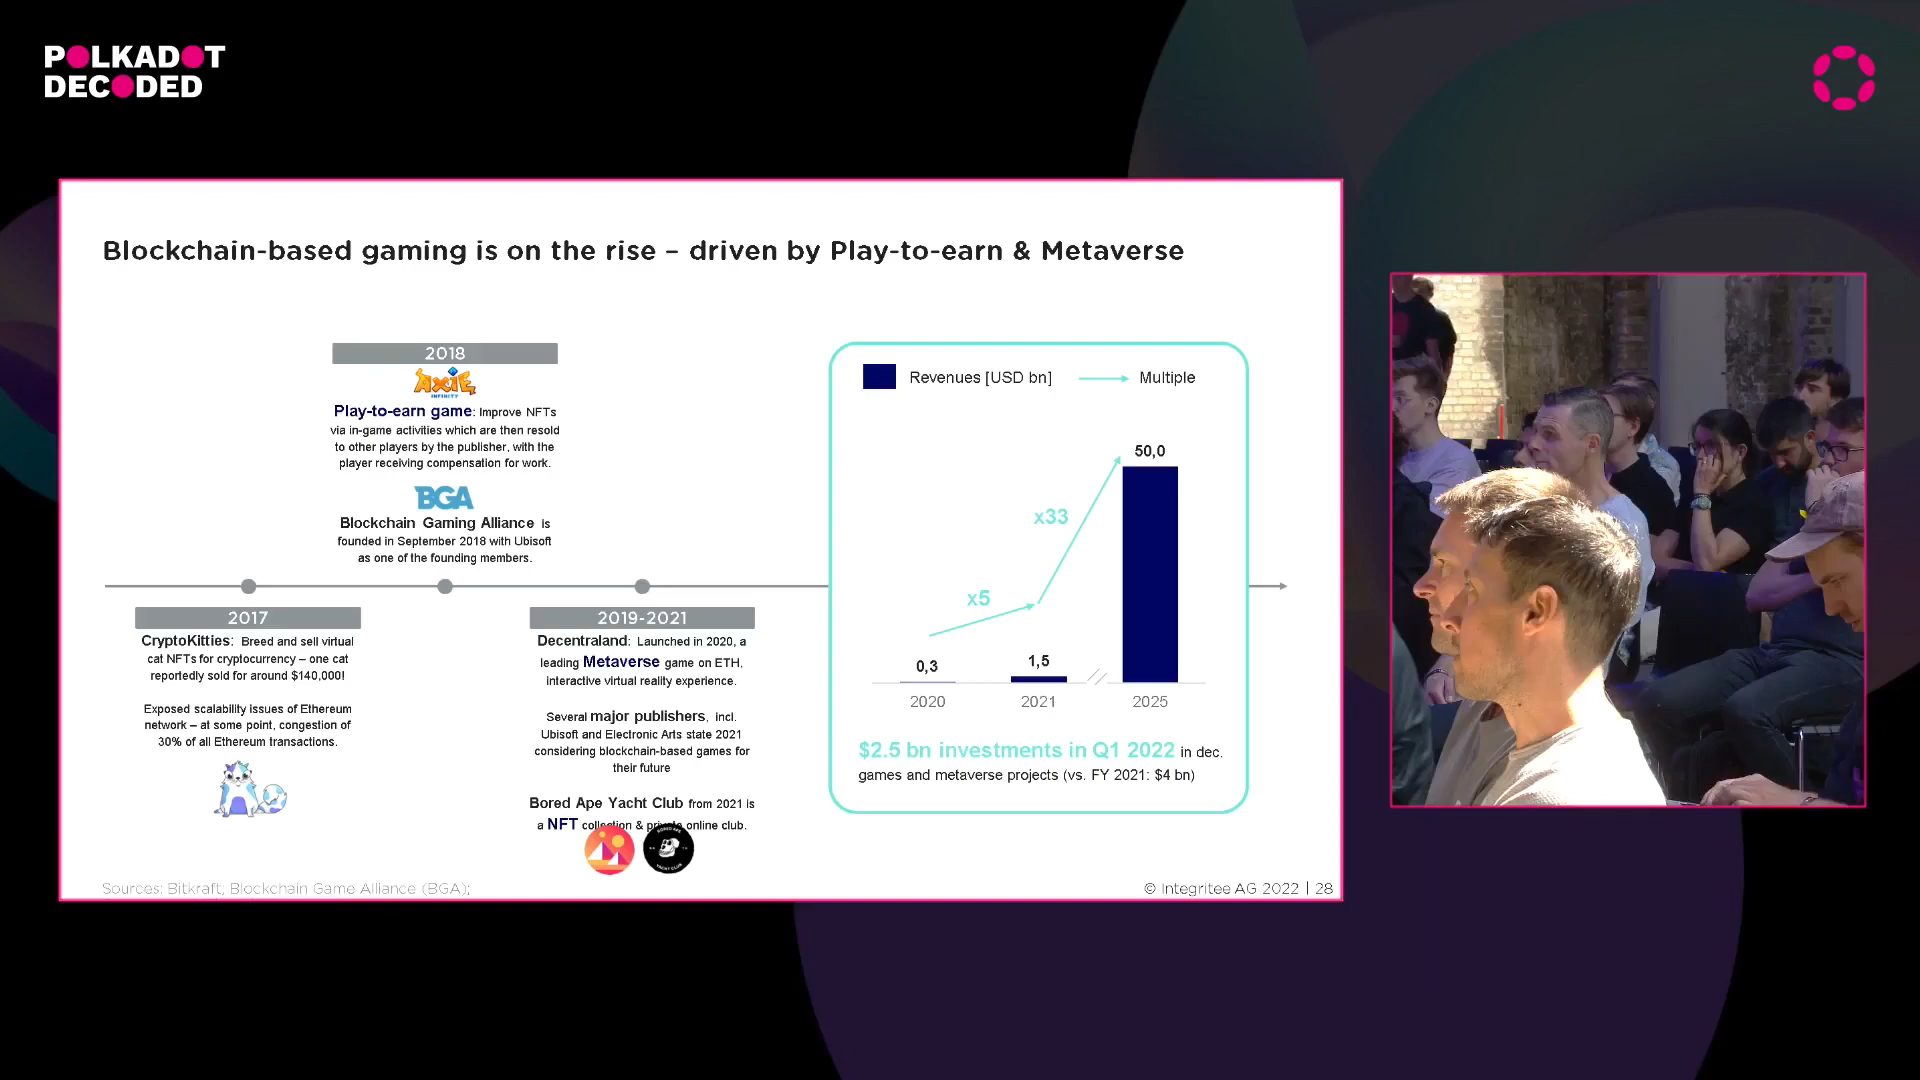 POLKADOT
DECODED
Blockchain-based gaming is on the rise – driven by Play-to-earn & Metaverse
2018
AXIE
INFINITY
Play-to-earn game: Improve NFTs
via in-game activities which are then resold
to other players by the publisher, with the
player receiving compensation for work.
BGA
Blockchain Gaming Alliance is
founded in September 2018 with Ubisoft
as one of the founding members.
2017
CryptoKitties: Breed and sell virtual
cat NFTs for cryptocurrency – one cat
reportedly sold for around $140,000!
Exposed scalability issues of Ethereum
network – at some point, congestion of
30% of all Ethereum transactions.
2019-2021
Decentraland: Launched in 2020, a
leading Metaverse game on ETH,
interactive virtual reality experience.
Several major publishers, incl.
Ubisoft and Electronic Arts state 2021
considering blockchain-based games for
their future
Bored Ape Yacht Club from 2021 is
a NFT collection & private online club.
BORED APE
YACHT CLUB
Revenues [USD bn]
Multiple
50,0
x33
x5
0,3
1,5
2020
2021
2025
$2.5 bn investments in Q1 2022 in dec.
games and metaverse projects (vs. FY 2021: $4 bn)
Sources: Bitkraft; Blockchain Game Alliance (BGA);
© Integritee AG 2022 | 28